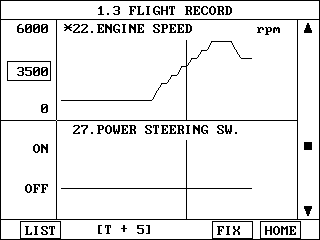 1.3 FLIGHT RECORD
6000 *22.ENGINE SPEED rpm
3500
0
27.POWER STEERING SW.
ON
OFF
LIST [T + 5] FIX HOME